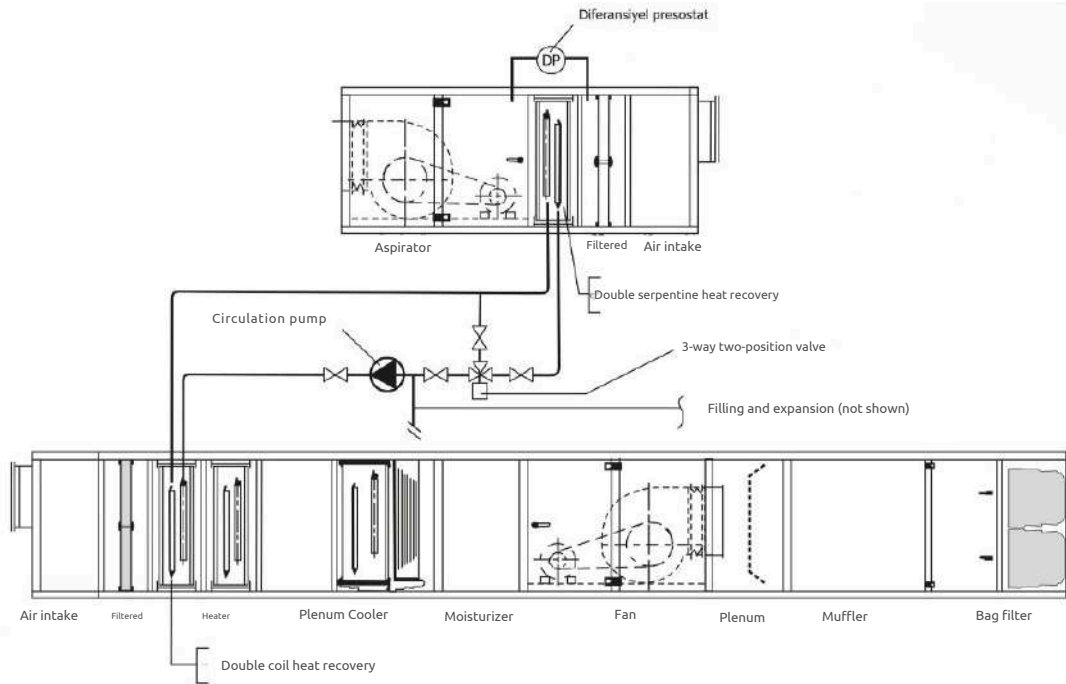 Diferansiyel presostat
DP
Aspirator
Filtered
Air intake
Double serpentine heat recovery
Circulation pump
3-way two-position valve
Filling and expansion (not shown)
Air intake
Filtered
Heater
Plenum Cooler
Moisturizer
Fan
Plenum
Muffler
Bag filter
Double coil heat recovery